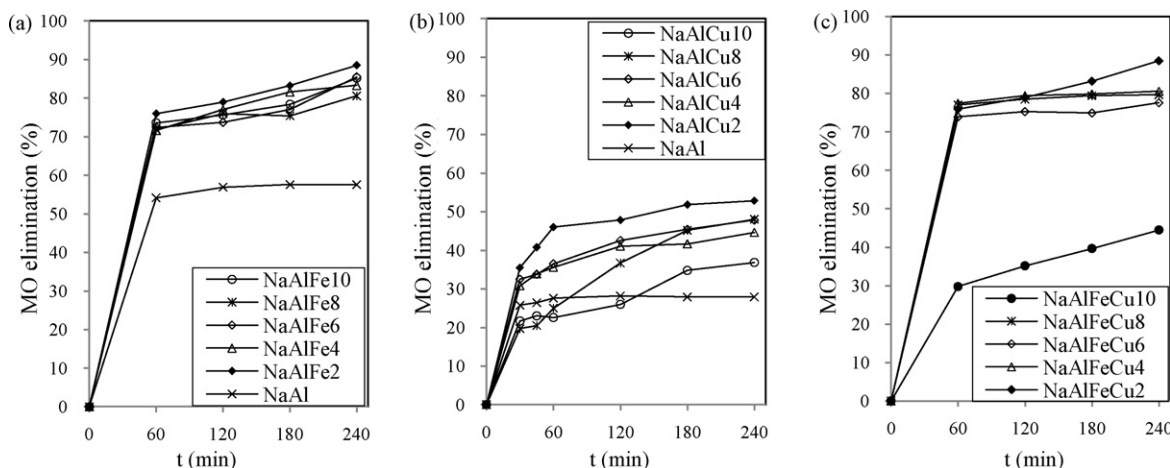 (a)
MO elimination (%)
100
90
80
70
60
50
40
30
20
10
0
NaAlFe10
NaAlFe8
NaAlFe6
NaAlFe4
NaAlFe2
NaAl
0 60 120 180 240
t (min)
(b)
MO elimination (%)
100
90
80
70
60
50
40
30
20
10
0
NaAlCu10
NaAlCu8
NaAlCu6
NaAlCu4
NaAlCu2
NaAl
0 60 120 180 240
t (min)
(c)
MO elimination (%)
100
90
80
70
60
50
40
30
20
10
0
NaAlFeCu10
NaAlFeCu8
NaAlFeCu6
NaAlFeCu4
NaAlFeCu2
0 60 120 180 240
t (min)